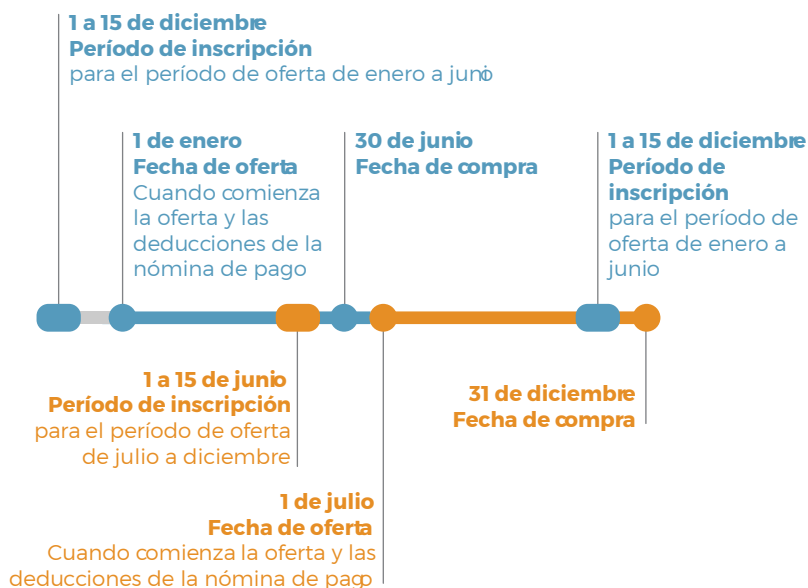 1 a 15 de diciembre
Período de inscripción
para el período de oferta de enero a junio
1 de enero
Fecha de oferta
Cuando comienza
la oferta y las
deducciones de la
nómina de pago
30 de junio
Fecha de compra
1 a 15 de diciembre
Período de
inscripción
para el período de
oferta de enero a
junio
1 a 15 de junio
Período de inscripción
para el período de oferta
de julio a diciembre
31 de diciembre
Fecha de compra
1 de julio
Fecha de oferta
Cuando comienza la oferta y las
deducciones de la nómina de pago